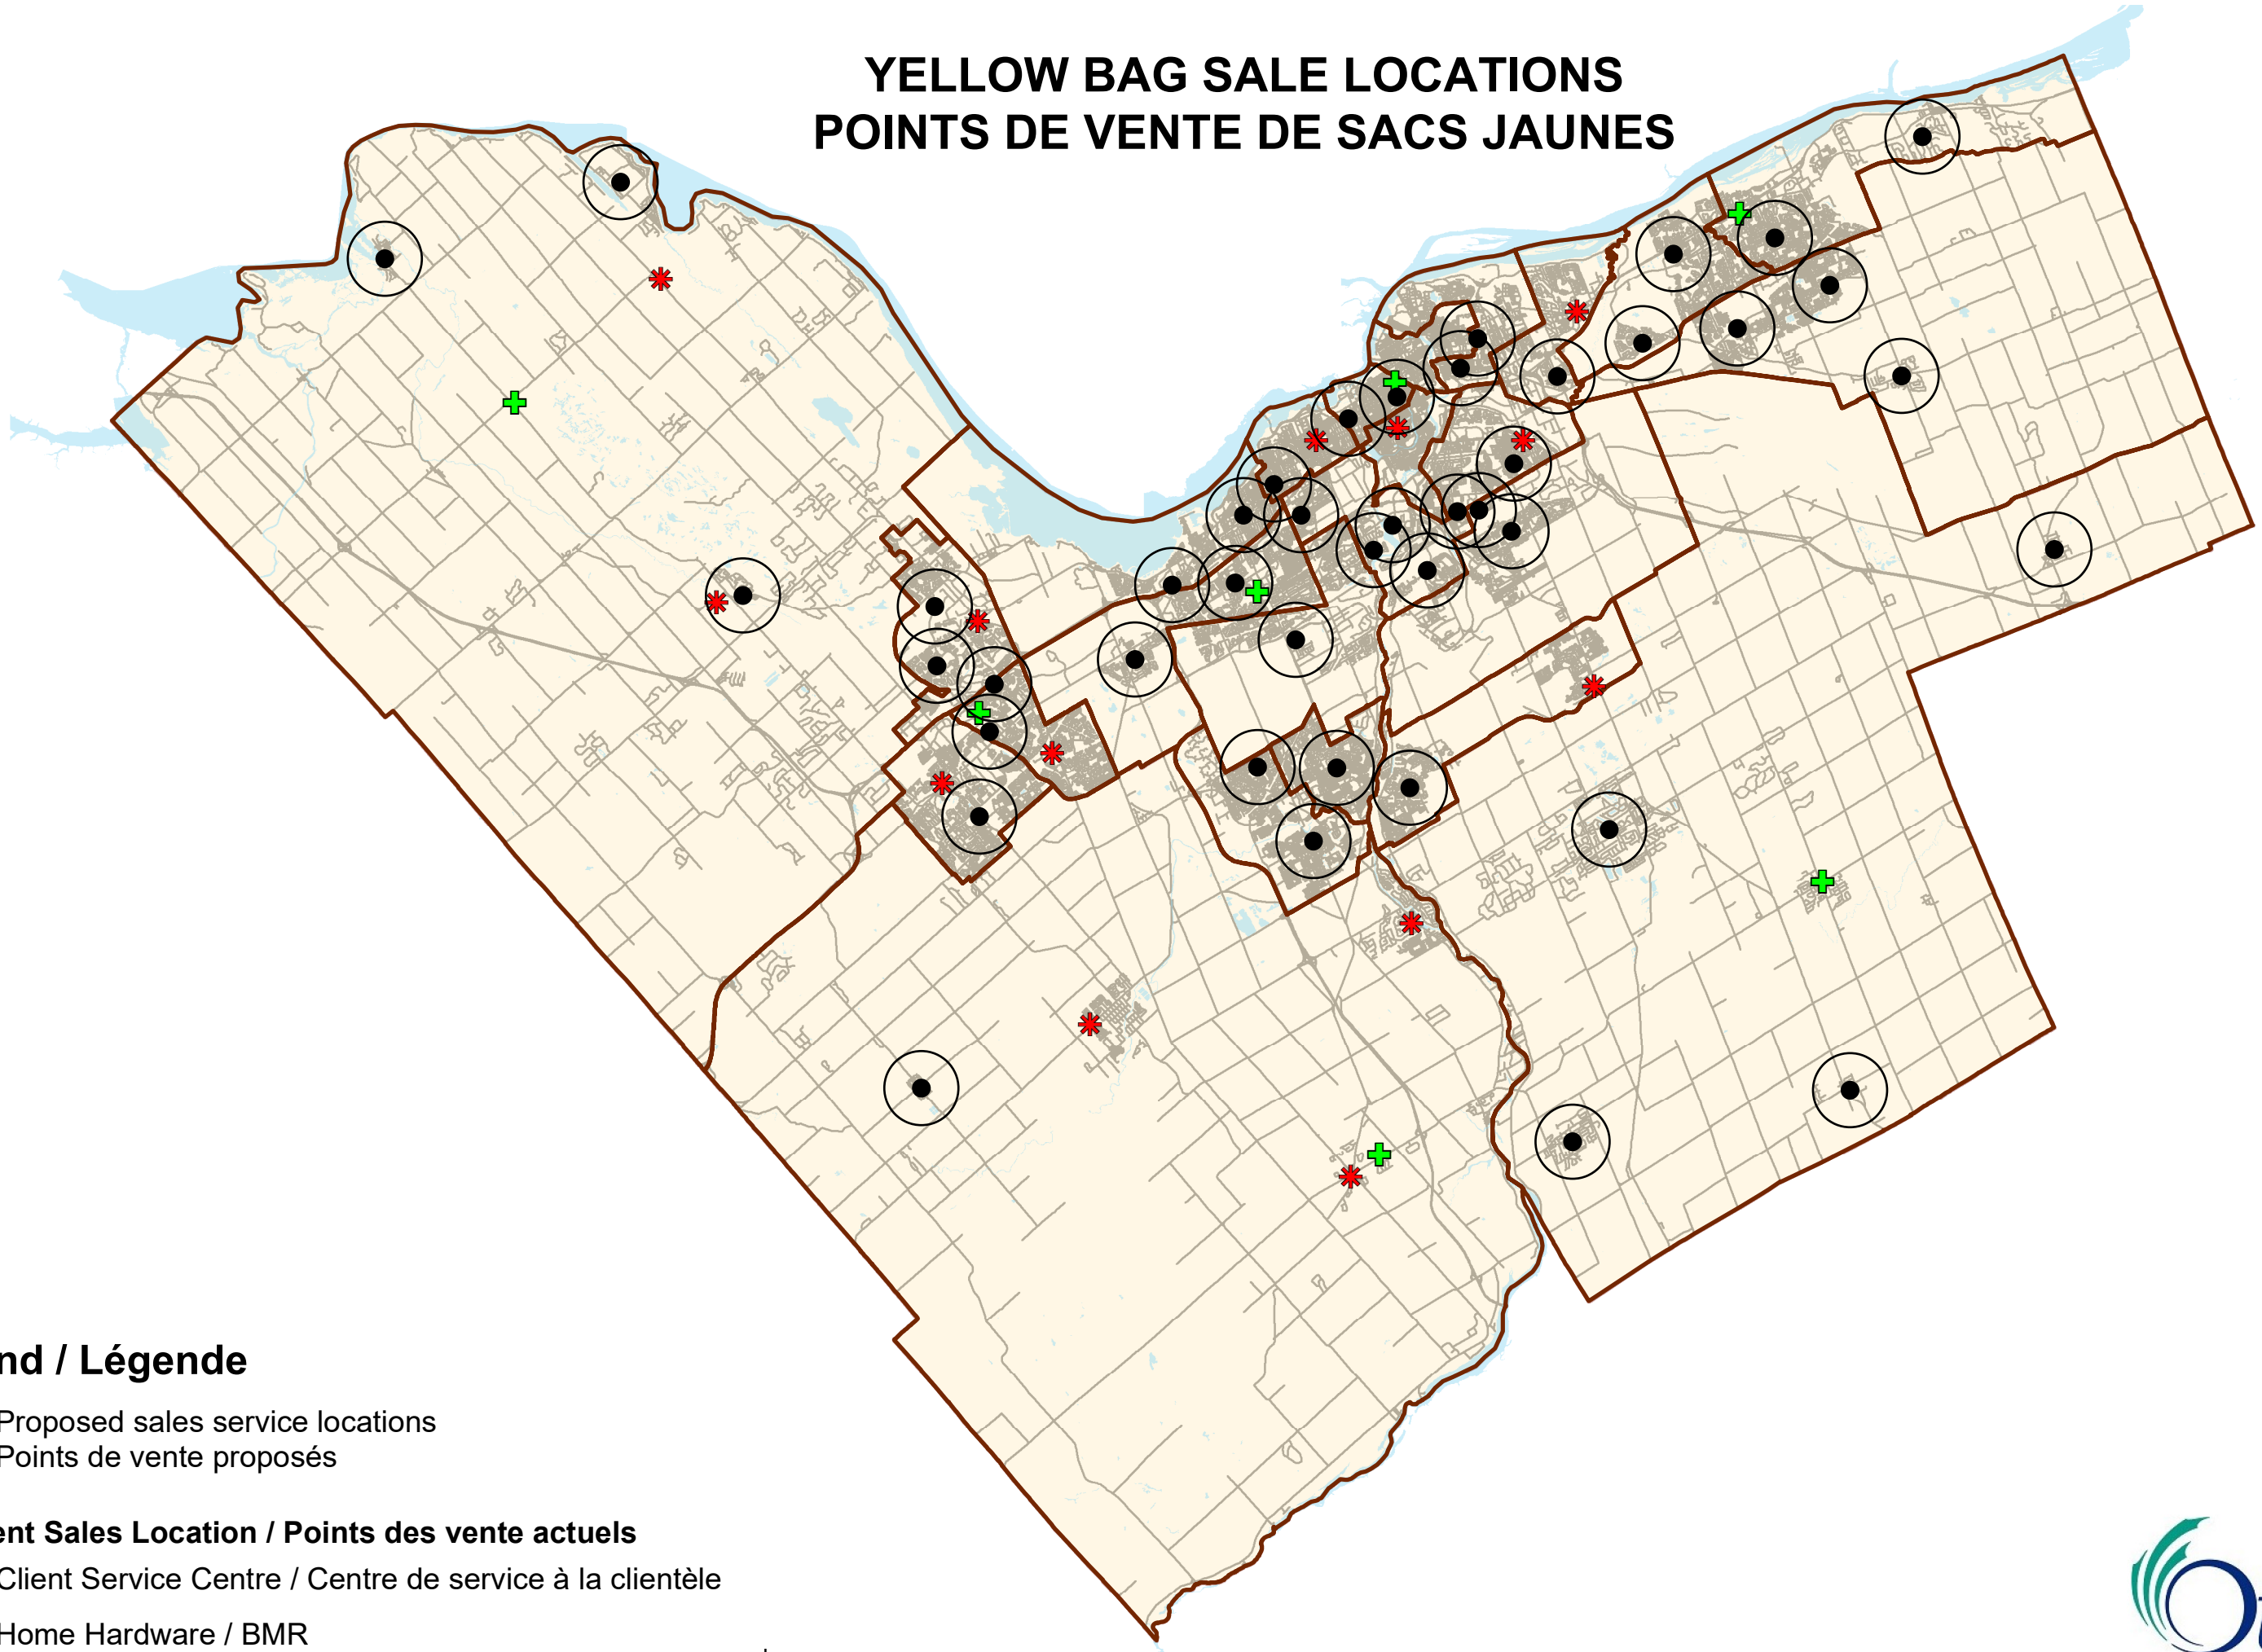 YELLOW BAG SALE LOCATIONS
POINTS DE VENTE DE SACS JAUNES
nd / Légende
Proposed sales service locations
Points de vente proposés
ent Sales Location / Points des vente actuels
Client Service Centre / Centre de service à la clientèle
Home Hardware / BMR